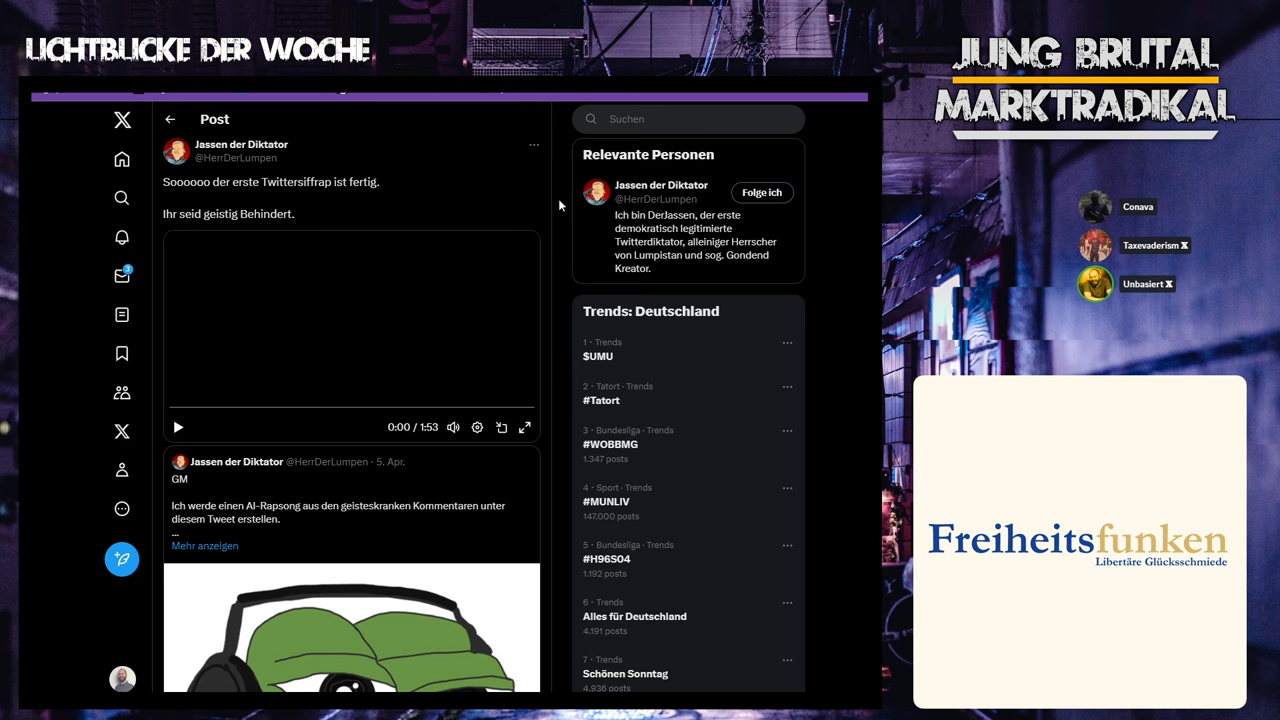 LICHTBLICKE DER WOCHE
JUNG BRUTAL
MARKTRADIKAL
Post
Jassen der Diktator
@HerrDerLumpen
Soooooo der erste Twittersiffrap ist fertig.
Ihr seid geistig Behindert.
0:00 / 1:53
Jassen der Diktator @HerrDerLumpen · 5. Apr.
GM
Ich werde einen AI-Rapsong aus den geisteskranken Kommentaren unter
diesem Tweet erstellen.
...
Mehr anzeigen
3
Suchen
Relevante Personen
Jassen der Diktator
@HerrDerLumpen
Folge ich
Ich bin DerJassen, der erste
demokratisch legitimierte
Twitterdiktator, alleiniger Herrscher
von Lumpistan und sog. Gondend
Kreator.
Trends: Deutschland
1 · Trends
$UMU
2 · Tatort · Trends
#Tatort
3 · Bundesliga · Trends
#WOBBMG
1.347 posts
4 · Sport · Trends
#MUNLIV
147.000 posts
5 · Bundesliga · Trends
#H96S04
1.192 posts
6 · Trends
Alles für Deutschland
4.191 posts
7 · Trends
Schönen Sonntag
4.936 posts
Conava
Taxevaderism X
Unbasiert X
Freiheitsfunken
Libertäre Glücksschmiede